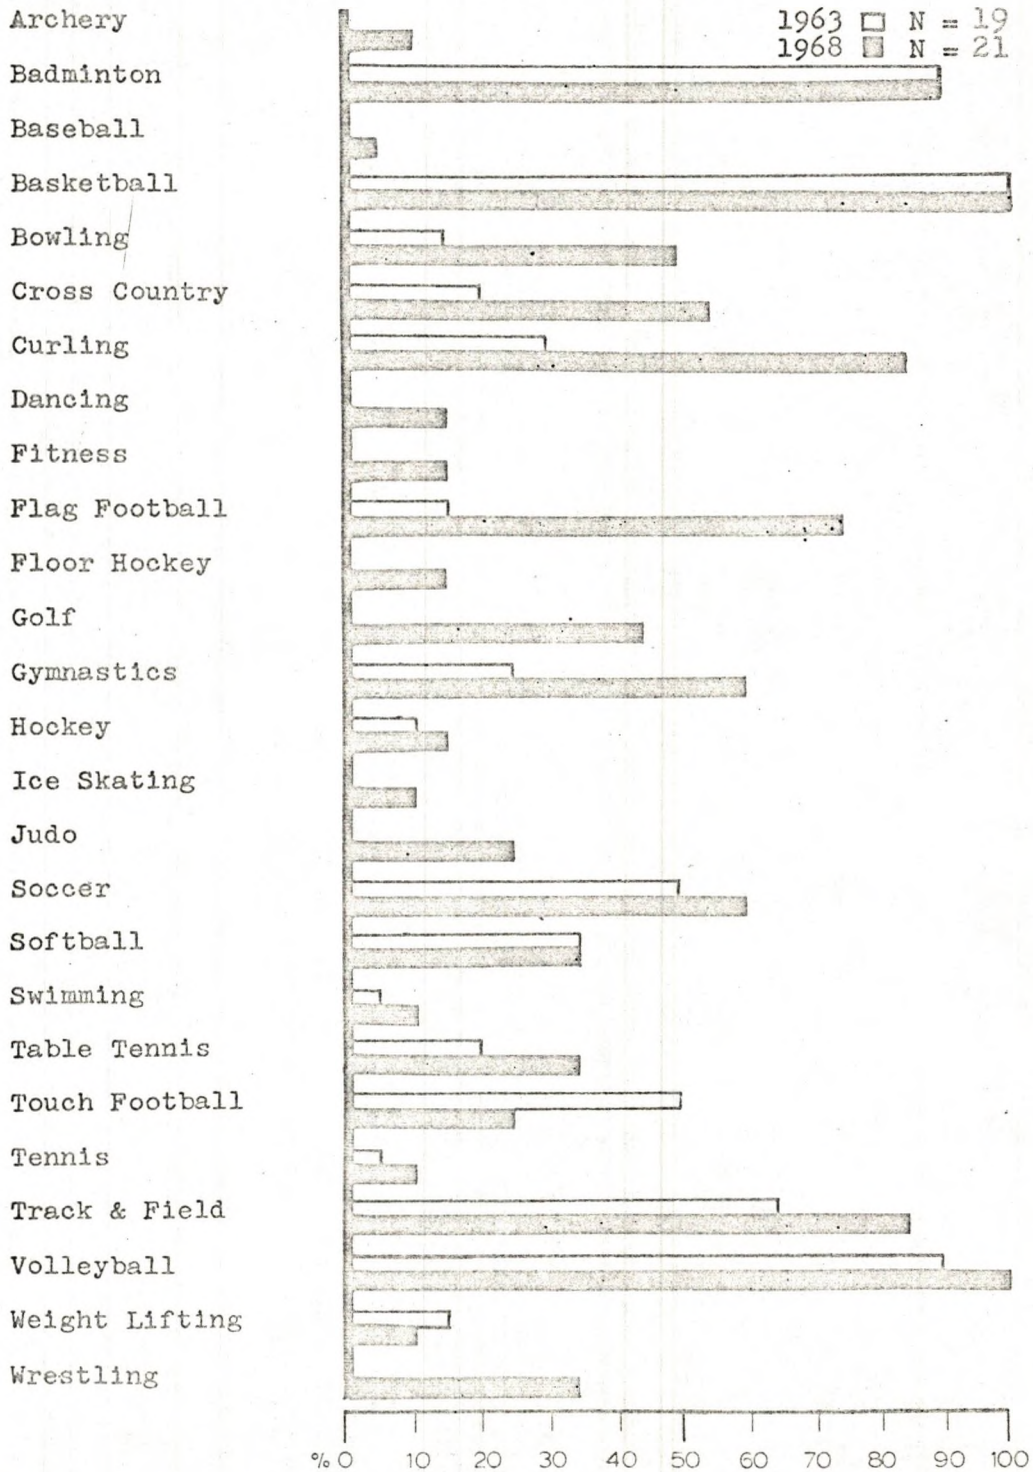 Archery
1963 N = 19
1968 N = 21
Badminton
Baseball
Basketball
Bowling
Cross Country
Curling
Dancing
Fitness
Flag Football
Floor Hockey
Golf
Gymnastics
Hockey
Ice Skating
Judo
Soccer
Softball
Swimming
Table Tennis
Touch Football
Tennis
Track & Field
Volleyball
Weight Lifting
Wrestling
% 0 10 20 30 40 50 60 70 80 90 100